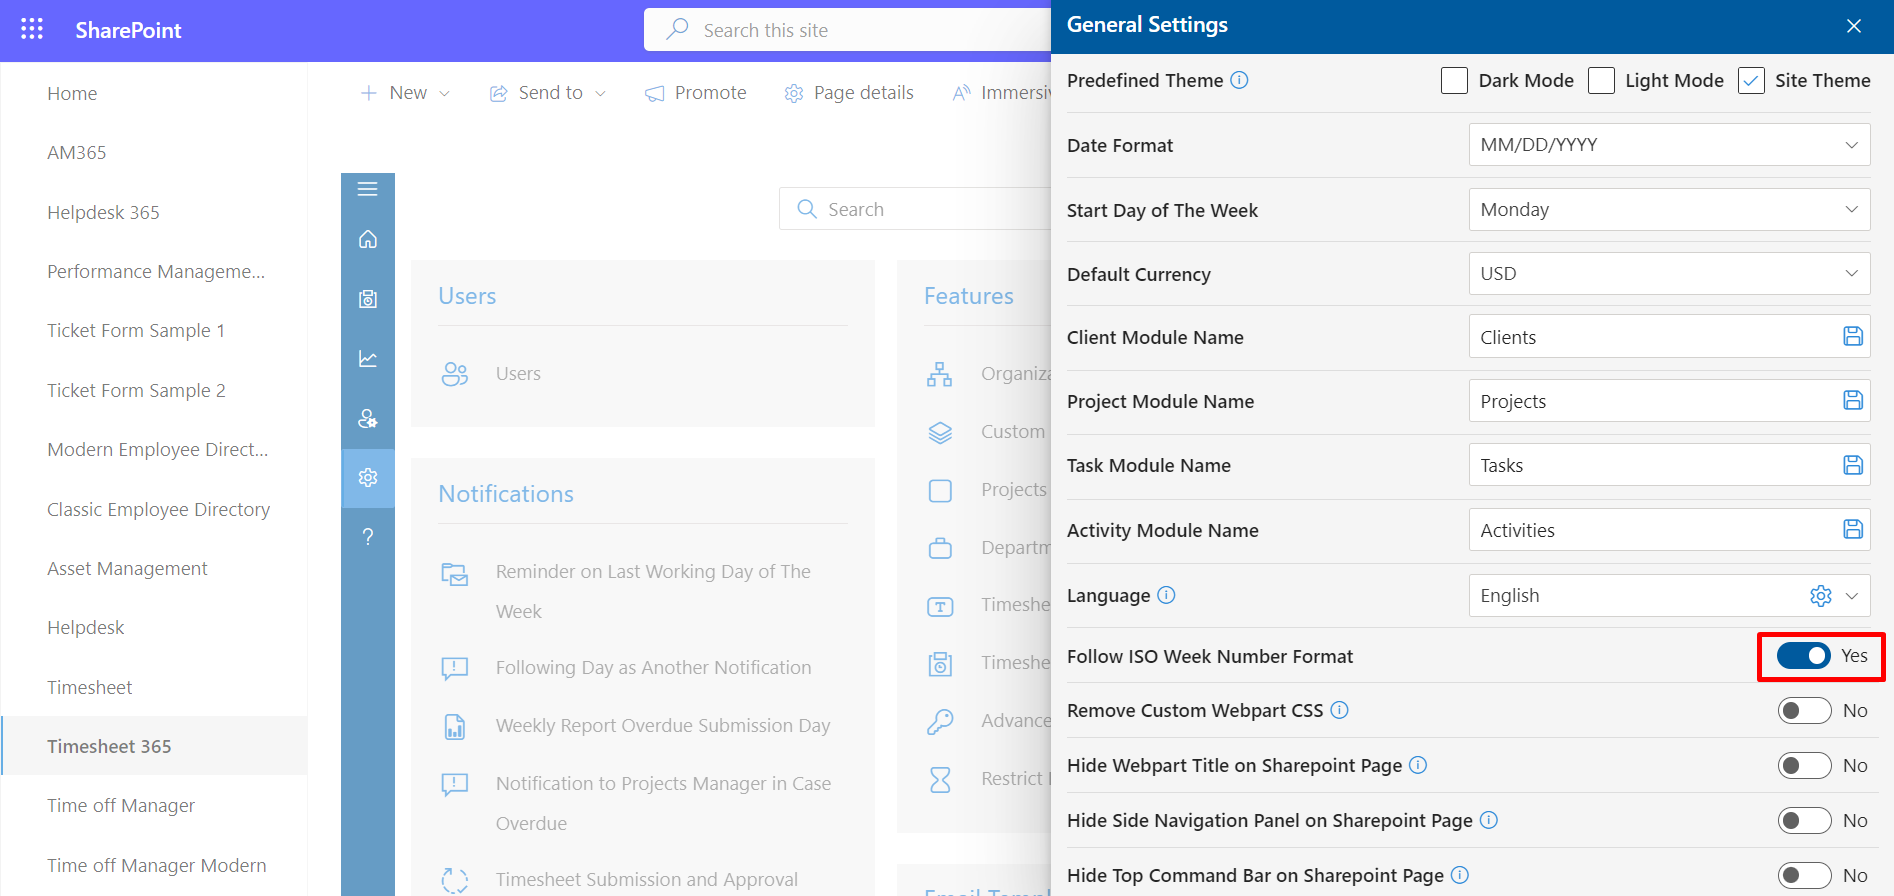 SharePoint
Search this site
Home
AM365
Helpdesk 365
Performance Manageme...
Ticket Form Sample 1
Ticket Form Sample 2
Modern Employee Direct...
Classic Employee Directory
Asset Management
Helpdesk
Timesheet
Timesheet 365
Time off Manager
Time off Manager Modern
New
Send to
Promote
Page details
Immersiv
Search
Users
Users
Notifications
Reminder on Last Working Day of The
Week
Following Day as Another Notification
Weekly Report Overdue Submission Day
Notification to Projects Manager in Case
Overdue
Timesheet Submission and Approval
Features
Organiza
Custom
Projects
Departm
Timeshe
Timeshe
Advance
Restrict
General Settings
Predefined Theme
Dark Mode
Light Mode
Site Theme
Date Format
MM/DD/YYYY
Start Day of The Week
Monday
Default Currency
USD
Client Module Name
Clients
Project Module Name
Projects
Task Module Name
Tasks
Activity Module Name
Activities
Language
English
Follow ISO Week Number Format
Yes
Remove Custom Webpart CSS
No
Hide Webpart Title on Sharepoint Page
No
Hide Side Navigation Panel on Sharepoint Page
No
Hide Top Command Bar on Sharepoint Page
No